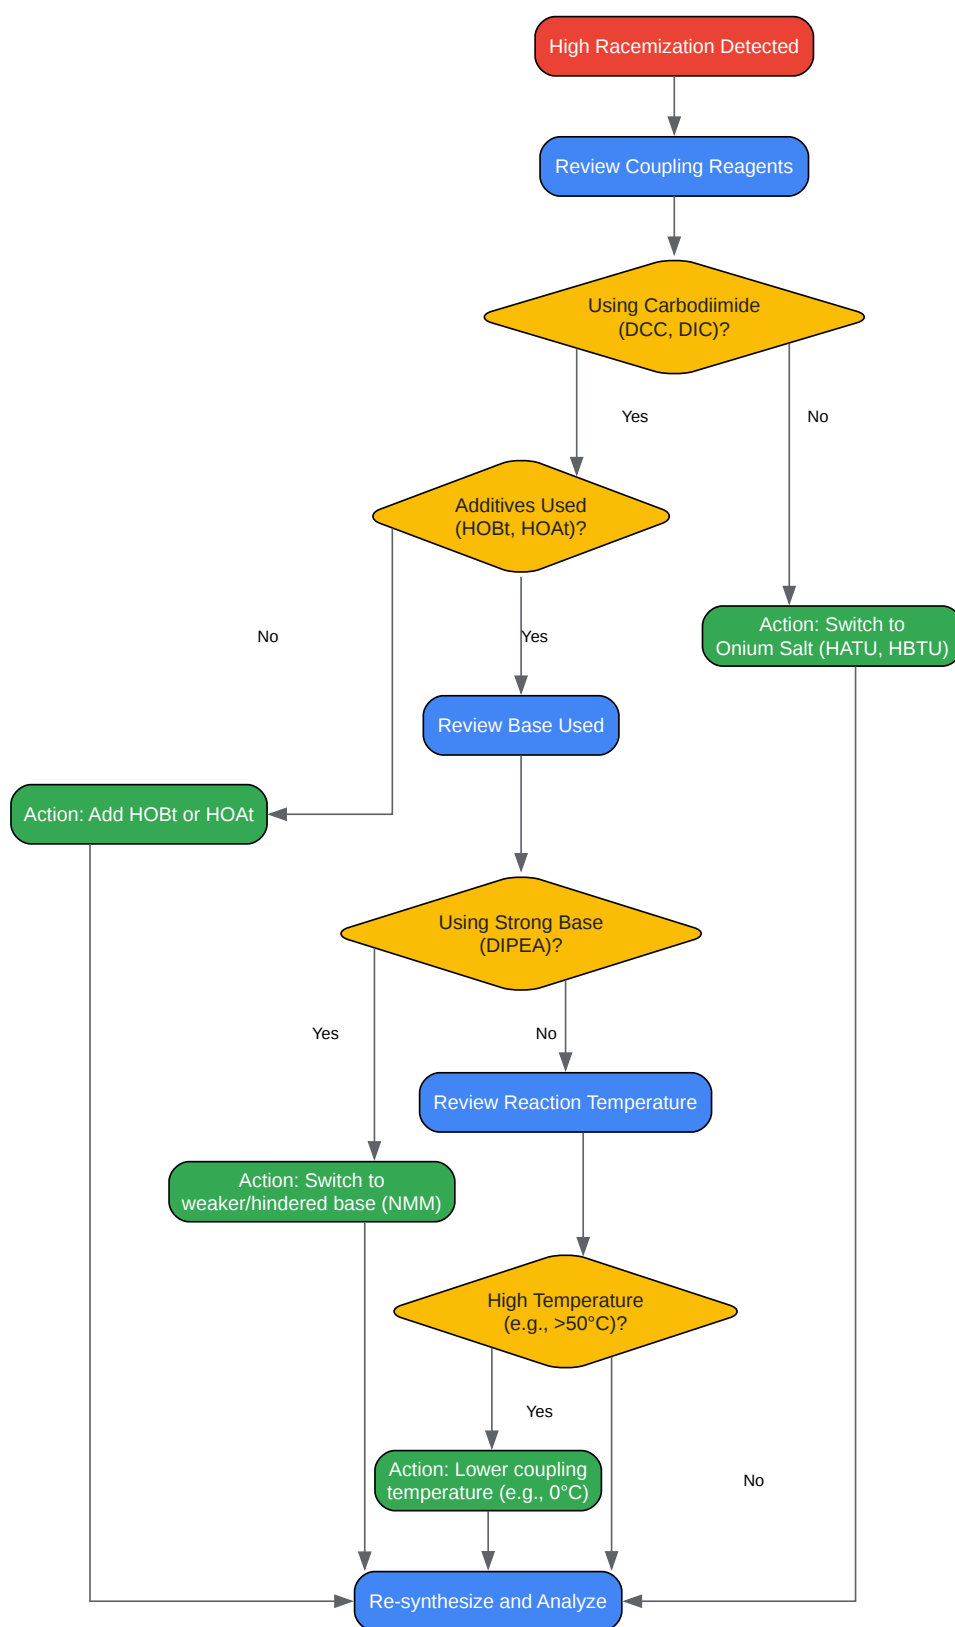 High Racemization Detected
Review Coupling Reagents
Using Carbodiimide
(DCC, DIC)?
Yes
No
Additives Used
(HOBt, HOAt)?
No
Yes
Action: Switch to
Onium Salt (HATU, HBTU)
Review Base Used
Action: Add HOBt or HOAt
Using Strong Base
(DIPEA)?
Yes
No
Review Reaction Temperature
Action: Switch to
weaker/hindered base (NMM)
High Temperature
(e.g., >50°C)?
Yes
Action: Lower coupling
temperature (e.g., 0°C)
No
Re-synthesize and Analyze